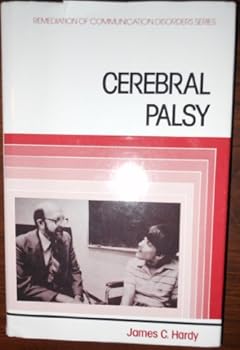 REMEDIATION OF COMMUNICATION DISORDERS SERIES
CEREBRAL
PALSY
James C. Hardy